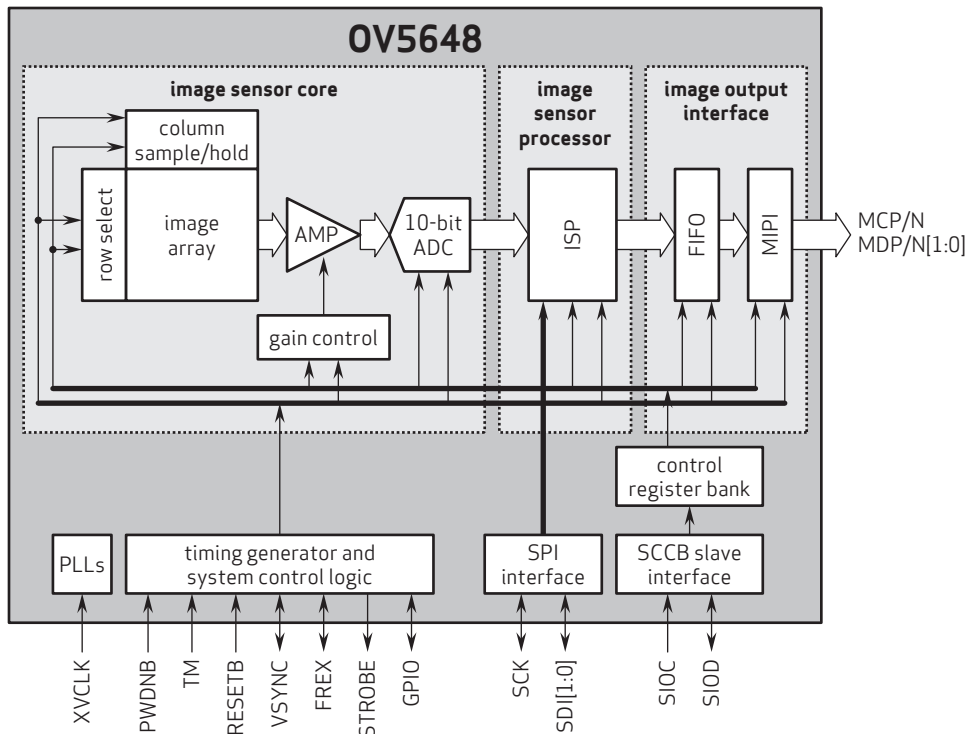 OV5648
image sensor core
image
sensor
processor
image output
interface
column
sample/hold
row select
image
array
AMP
10-bit
ADC
ISP
FIFO
MIPI
MCP/N
MDP/N[1:0]
gain control
control
register bank
PLLs
timing generator and
system control logic
SPI
interface
SCCB slave
interface
XVCLK
PWDNB
TM
RESETB
VSYNC
FREX
STROBE
GPIO
SCK
SDI[1:0]
SIOC
SIOD